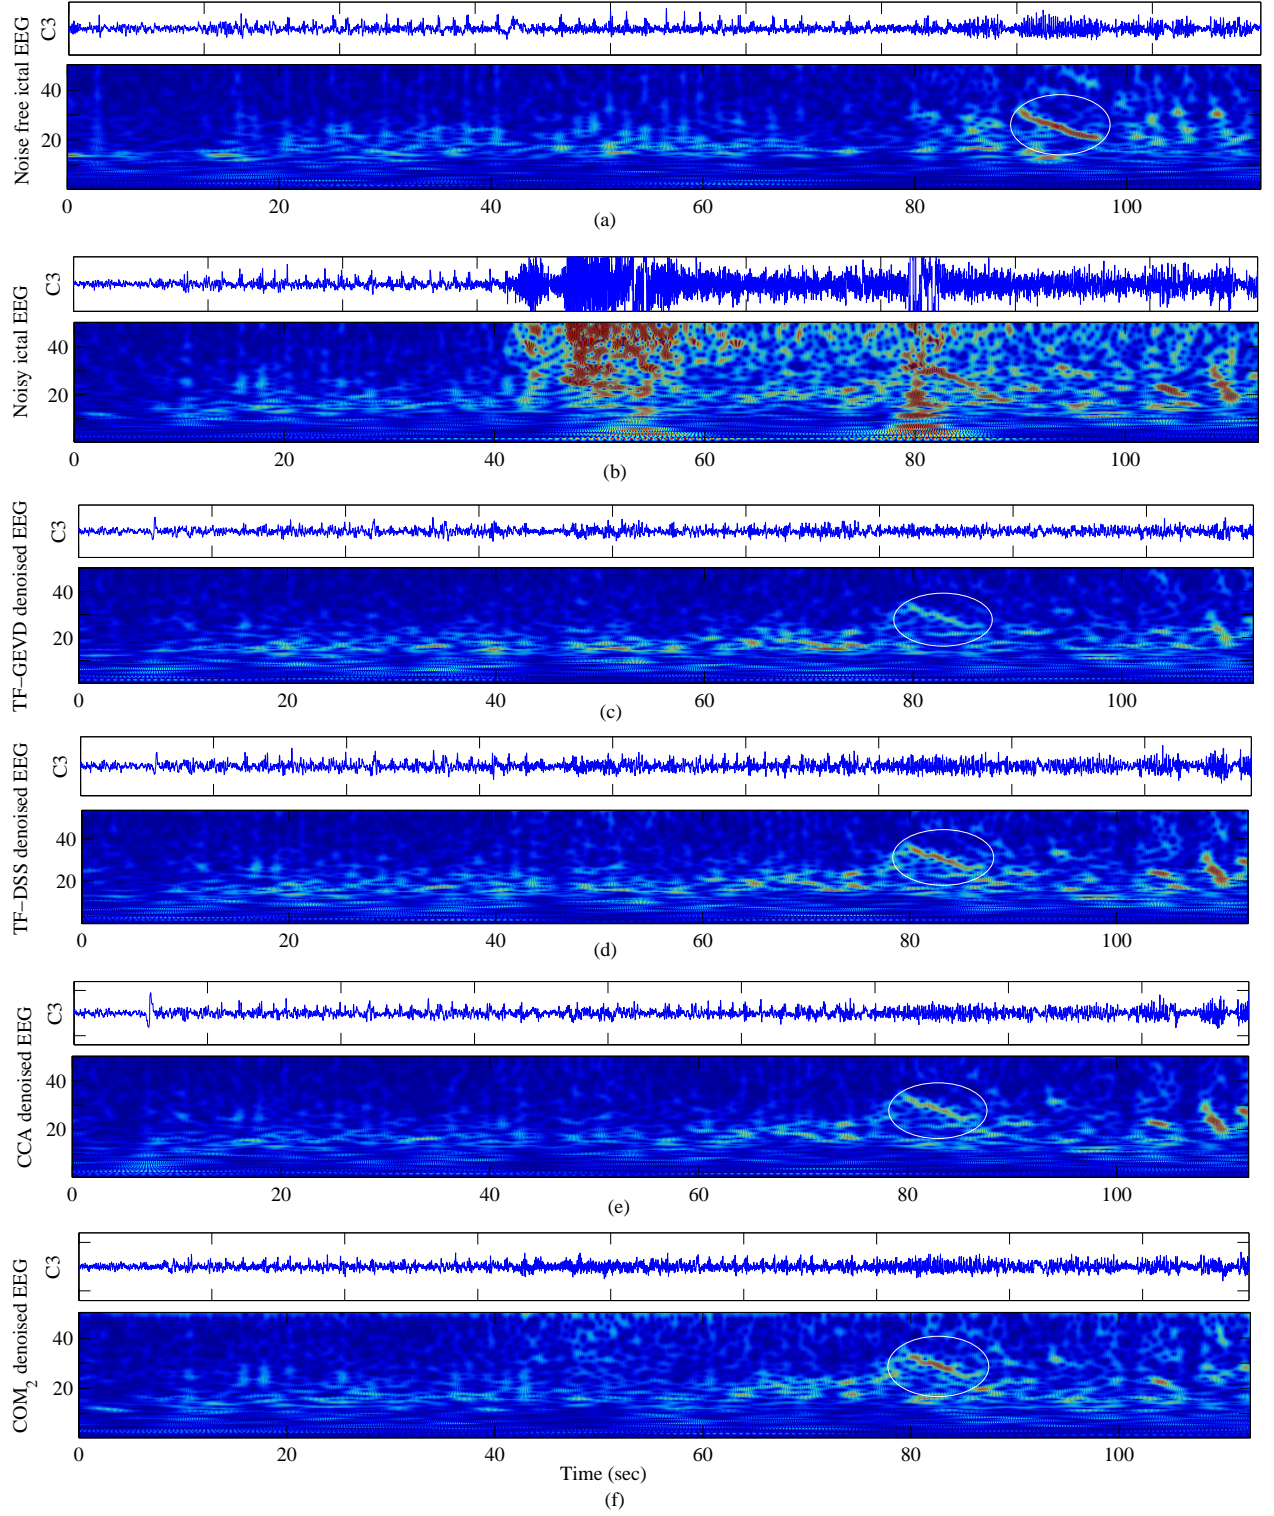 Noise free ictal EEG
C3
40
20
0 20 40 60 80 100
(a)
Noisy ictal EEG
C3
40
20
0 20 40 60 80 100
(b)
TF−GEVD denoised EEG
C3
40
20
0 20 40 60 80 100
(c)
TF−DSS denoised EEG
C3
40
20
0 20 40 60 80 100
(d)
CCA denoised EEG
C3
40
20
0 20 40 60 80 100
(e)
COM2 denoised EEG
C3
40
20
0 20 40 60 80 100
Time (sec)
(f)